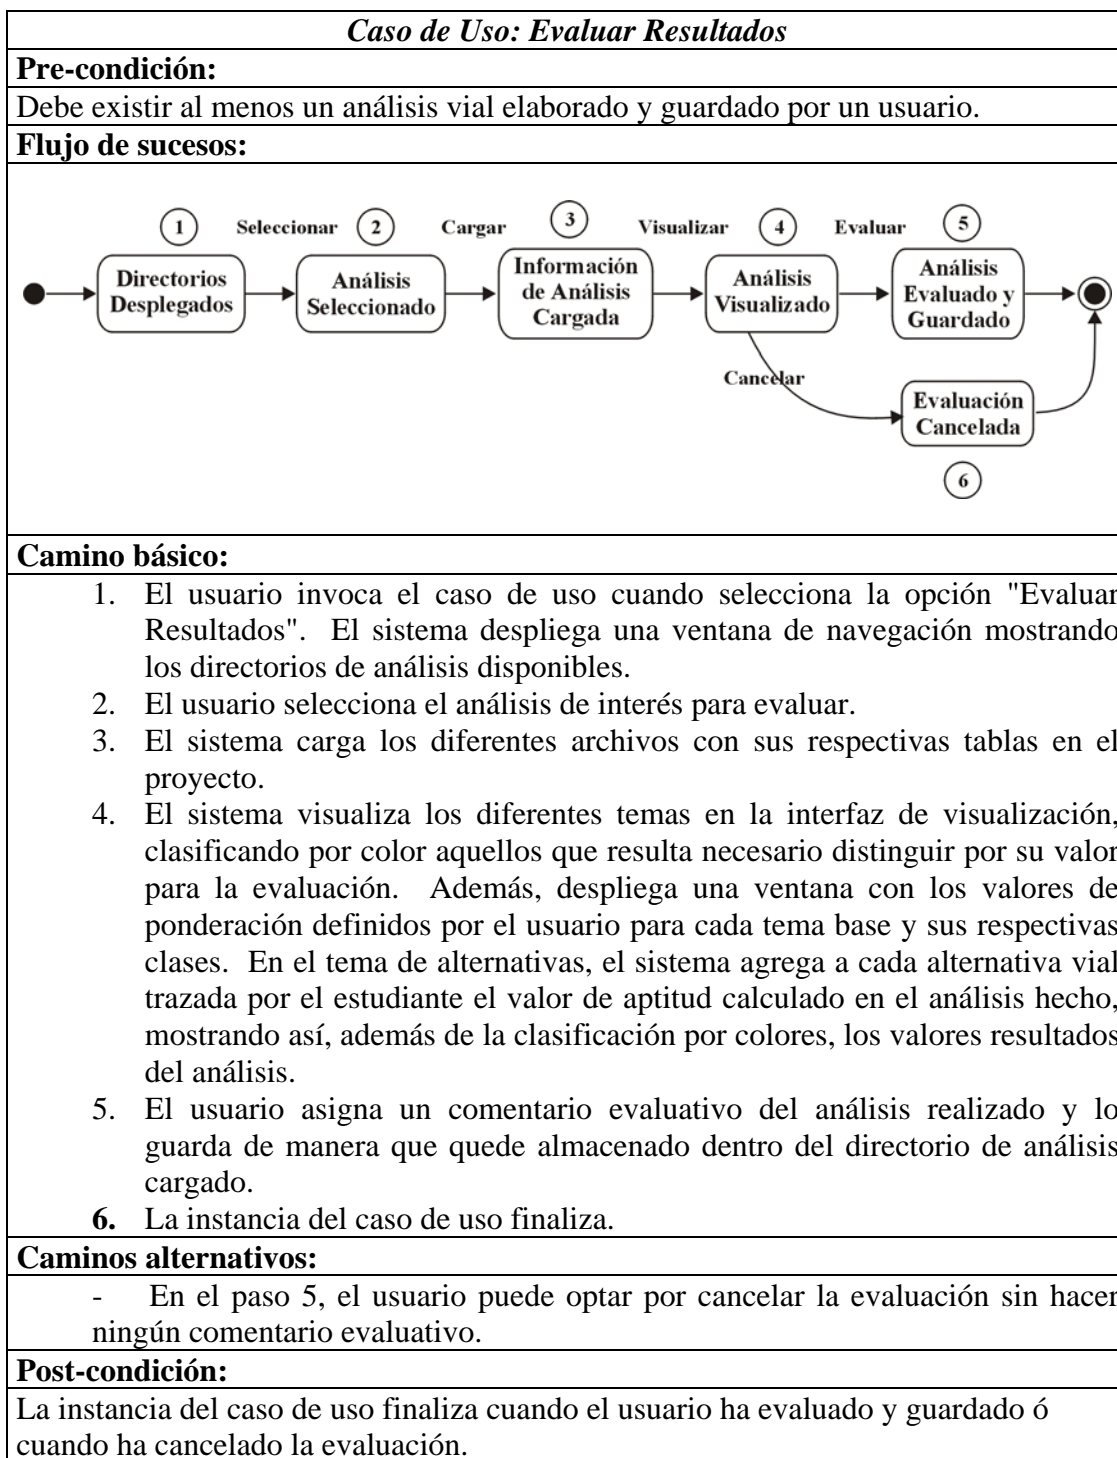 Caso de Uso: Evaluar Resultados
Pre-condición:
Debe existir al menos un análisis vial elaborado y guardado por un usuario.
Flujo de sucesos:
1 Seleccionar 2 Cargar 3 Visualizar 4 Evaluar 5
Directorios
Desplegados
Análisis
Seleccionado
Información
de Análisis
Cargada
Análisis
Visualizado
Análisis
Evaluado y
Guardado
Cancelar
Evaluación
Cancelada
6
Camino básico:
1. El usuario invoca el caso de uso cuando selecciona la opción "Evaluar
Resultados". El sistema despliega una ventana de navegación mostrando
los directorios de análisis disponibles.
2. El usuario selecciona el análisis de interés para evaluar.
3. El sistema carga los diferentes archivos con sus respectivas tablas en el
proyecto.
4. El sistema visualiza los diferentes temas en la interfaz de visualización,
clasificando por color aquellos que resulta necesario distinguir por su valor
para la evaluación. Además, despliega una ventana con los valores de
ponderación definidos por el usuario para cada tema base y sus respectivas
clases. En el tema de alternativas, el sistema agrega a cada alternativa vial
trazada por el estudiante el valor de aptitud calculado en el análisis hecho,
mostrando así, además de la clasificación por colores, los valores resultados
del análisis.
5. El usuario asigna un comentario evaluativo del análisis realizado y lo
guarda de manera que quede almacenado dentro del directorio de análisis
cargado.
6. La instancia del caso de uso finaliza.
Caminos alternativos:
- En el paso 5, el usuario puede optar por cancelar la evaluación sin hacer
ningún comentario evaluativo.
Post-condición:
La instancia del caso de uso finaliza cuando el usuario ha evaluado y guardado ó
cuando ha cancelado la evaluación.